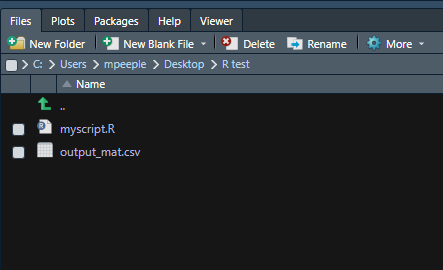 Files Plots Packages Help Viewer
New Folder New Blank File Delete Rename More
C: Users mpeeple Desktop R test
Name
..
myscript.R
output_mat.csv